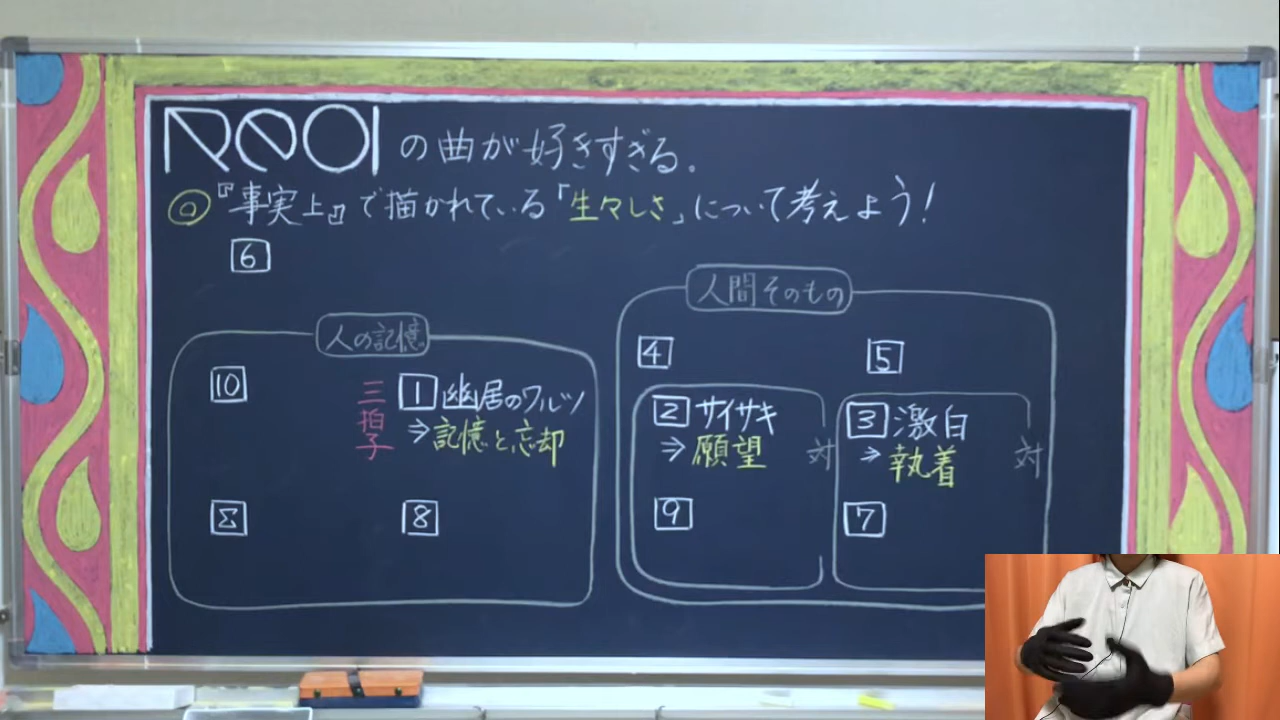 Reolの曲が好きすぎる.
◎『事実上』で描かれている「生々しさ」について考えよう!
6
人の記憶
10
三拍子
1 幽居のワルツ
⇒記憶と忘却
Σ
8
人間そのもの
4
5
2 サイサキ
⇒願望
対
9
3 激白
⇒執着
対
7